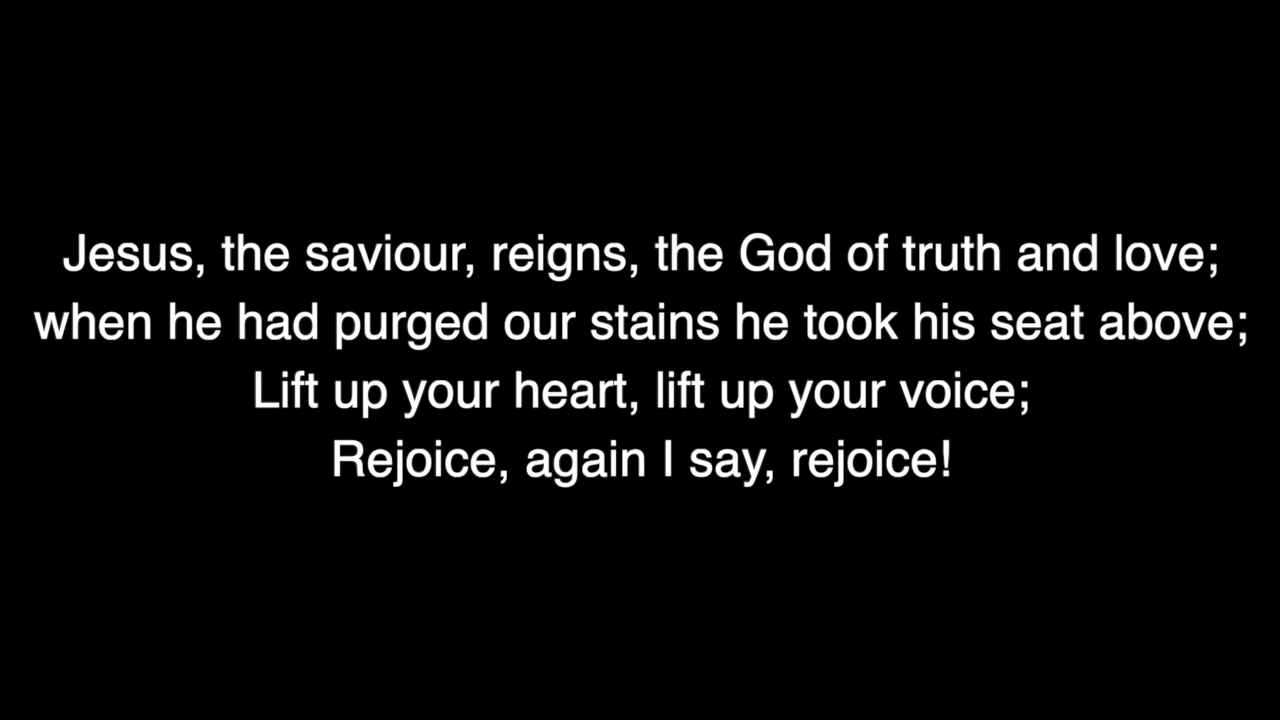 Jesus, the saviour, reigns, the God of truth and love;
when he had purged our stains he took his seat above;
Lift up your heart, lift up your voice;
Rejoice, again I say, rejoice!